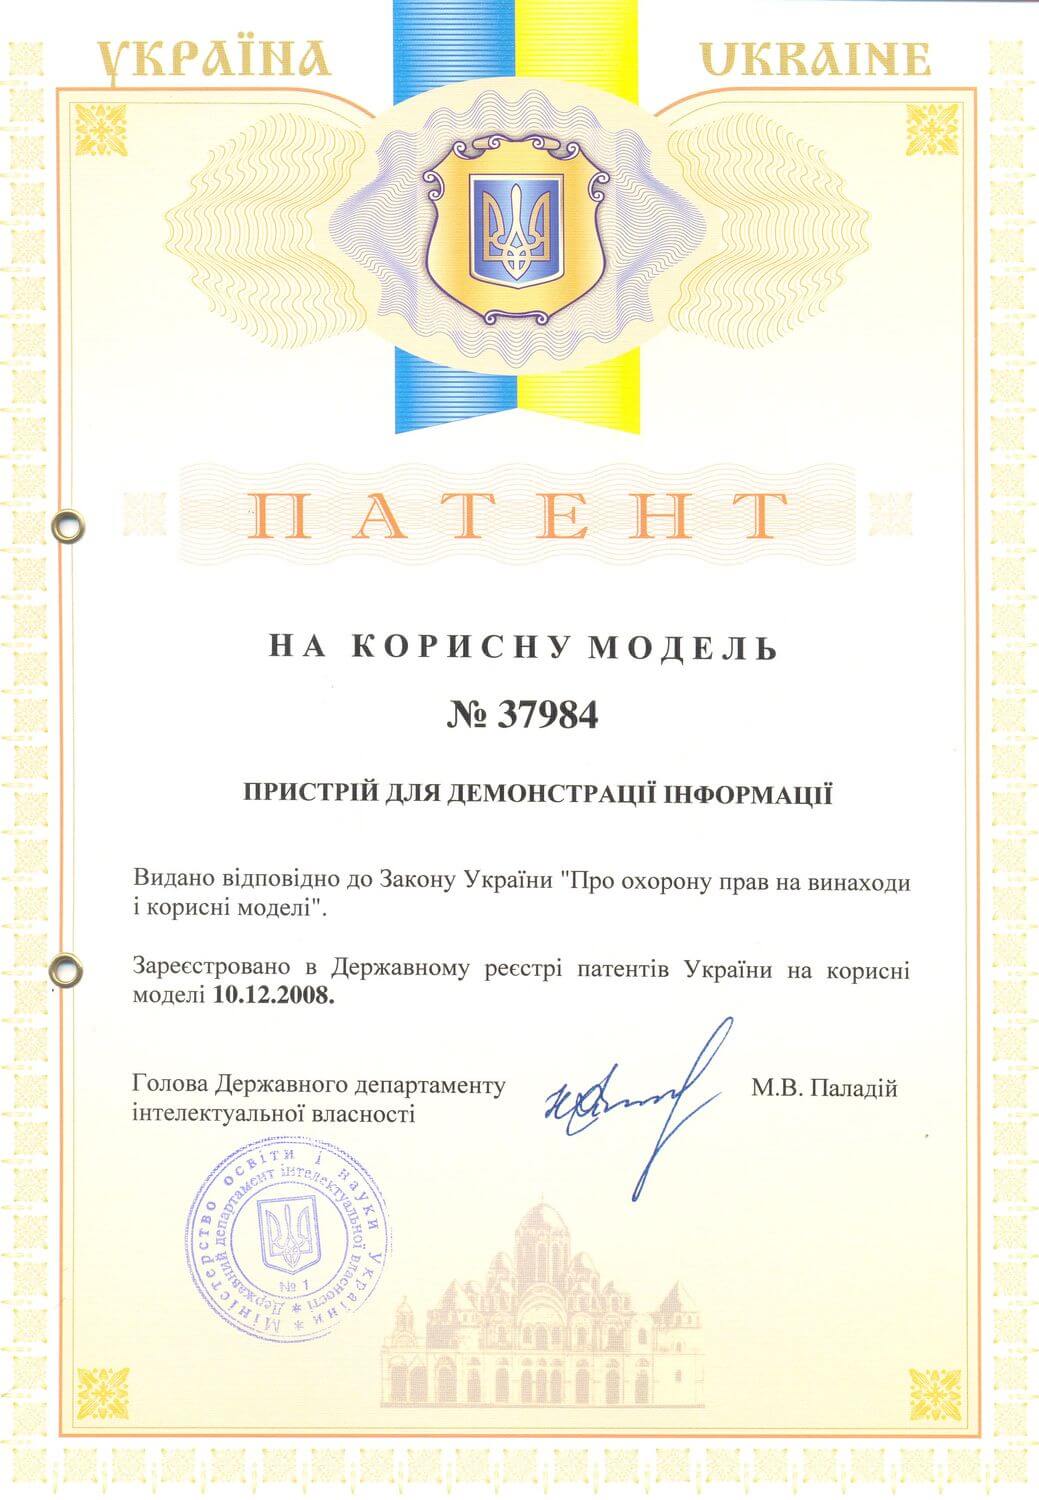 УКРАЇНА
UKRAINE
ПАТЕНТ
НА КОРИСНУ МОДЕЛЬ
№ 37984
ПРИСТРІЙ ДЛЯ ДЕМОНСТРАЦІЇ ІНФОРМАЦІЇ
Видано відповідно до Закону України "Про охорону прав на винаходи
і корисні моделі".
Зареєстровано в Державному реєстрі патентів України на корисні
моделі 10.12.2008.
Голова Державного департаменту
інтелектуальної власності
М.В. Паладій
Міністерство освіти і науки України *
Державний департамент інтелектуальної власності *
№ 1